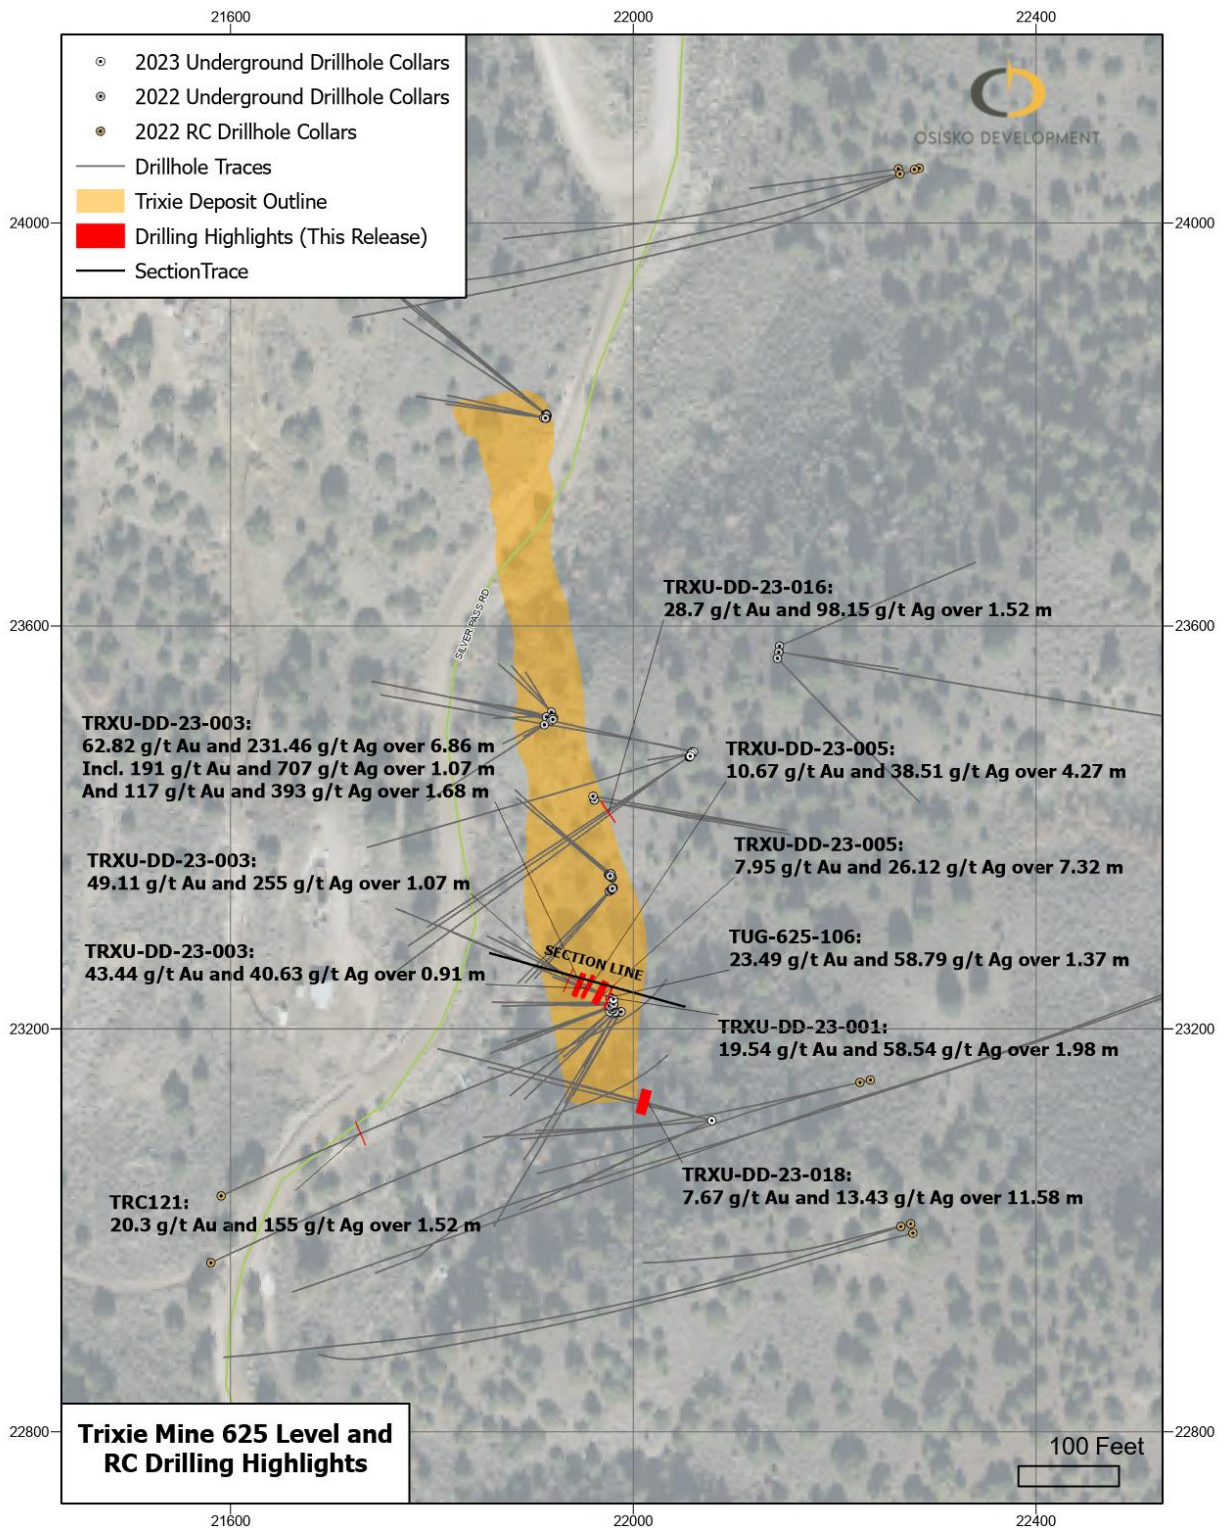 21600
22000
22400
2023 Underground Drillhole Collars
2022 Underground Drillhole Collars
2022 RC Drillhole Collars
Drillhole Traces
Trixie Deposit Outline
Drilling Highlights (This Release)
SectionTrace
OSISKO DEVELOPMENT
24000
24000
TRXU-DD-23-016:
28.7 g/t Au and 98.15 g/t Ag over 1.52 m
23600
23600
SILVER PASS RD
TRXU-DD-23-003:
62.82 g/t Au and 231.46 g/t Ag over 6.86 m
Incl. 191 g/t Au and 707 g/t Ag over 1.07 m
And 117 g/t Au and 393 g/t Ag over 1.68 m
TRXU-DD-23-005:
10.67 g/t Au and 38.51 g/t Ag over 4.27 m
TRXU-DD-23-005:
7.95 g/t Au and 26.12 g/t Ag over 7.32 m
TRXU-DD-23-003:
49.11 g/t Au and 255 g/t Ag over 1.07 m
TUG-625-106:
23.49 g/t Au and 58.79 g/t Ag over 1.37 m
TRXU-DD-23-003:
43.44 g/t Au and 40.63 g/t Ag over 0.91 m
SECTION LINE
23200
23200
TRXU-DD-23-001:
19.54 g/t Au and 58.54 g/t Ag over 1.98 m
TRXU-DD-23-018:
7.67 g/t Au and 13.43 g/t Ag over 11.58 m
TRC121:
20.3 g/t Au and 155 g/t Ag over 1.52 m
Trixie Mine 625 Level and
RC Drilling Highlights
22800
22800
100 Feet
21600
22000
22400